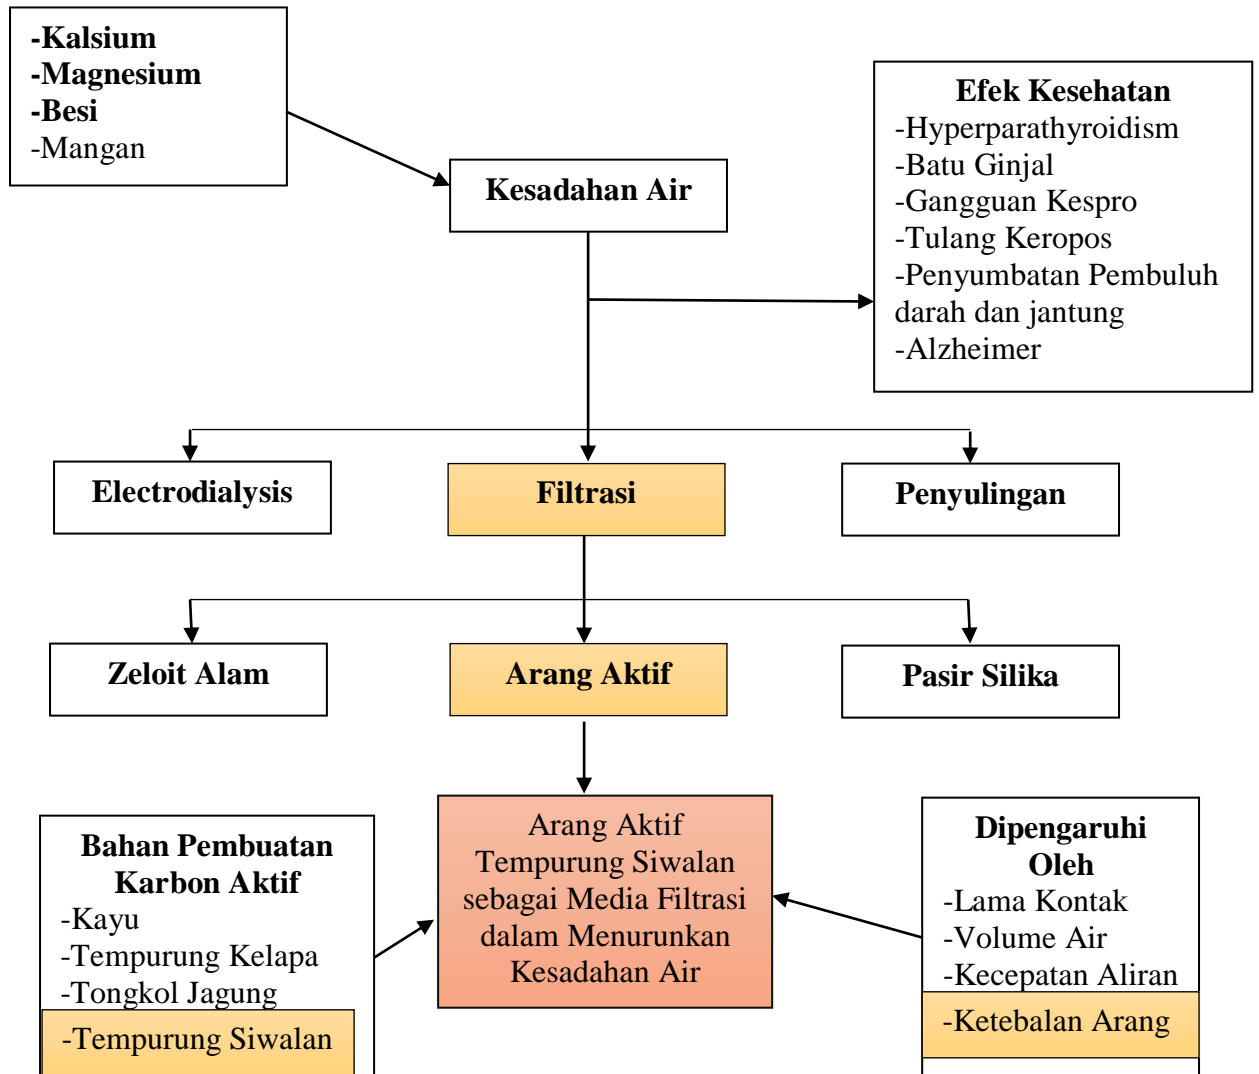 -Kalsium
-Magnesium
-Besi
-Mangan
Efek Kesehatan
-Hyperparathyroidism
-Batu Ginjal
-Gangguan Kespro
-Tulang Keropos
-Penyumbatan Pembuluh
darah dan jantung
-Alzheimer
Kesadahan Air
Electrodialysis
Filtrasi
Penyulingan
Zeloit Alam
Arang Aktif
Pasir Silika
Bahan Pembuatan
Karbon Aktif
-Kayu
-Tempurung Kelapa
-Tongkol Jagung
-Tempurung Siwalan
Arang Aktif
Tempurung Siwalan
sebagai Media Filtrasi
dalam Menurunkan
Kesadahan Air
Dipengaruhi
Oleh
-Lama Kontak
-Volume Air
-Kecepatan Aliran
-Ketebalan Arang